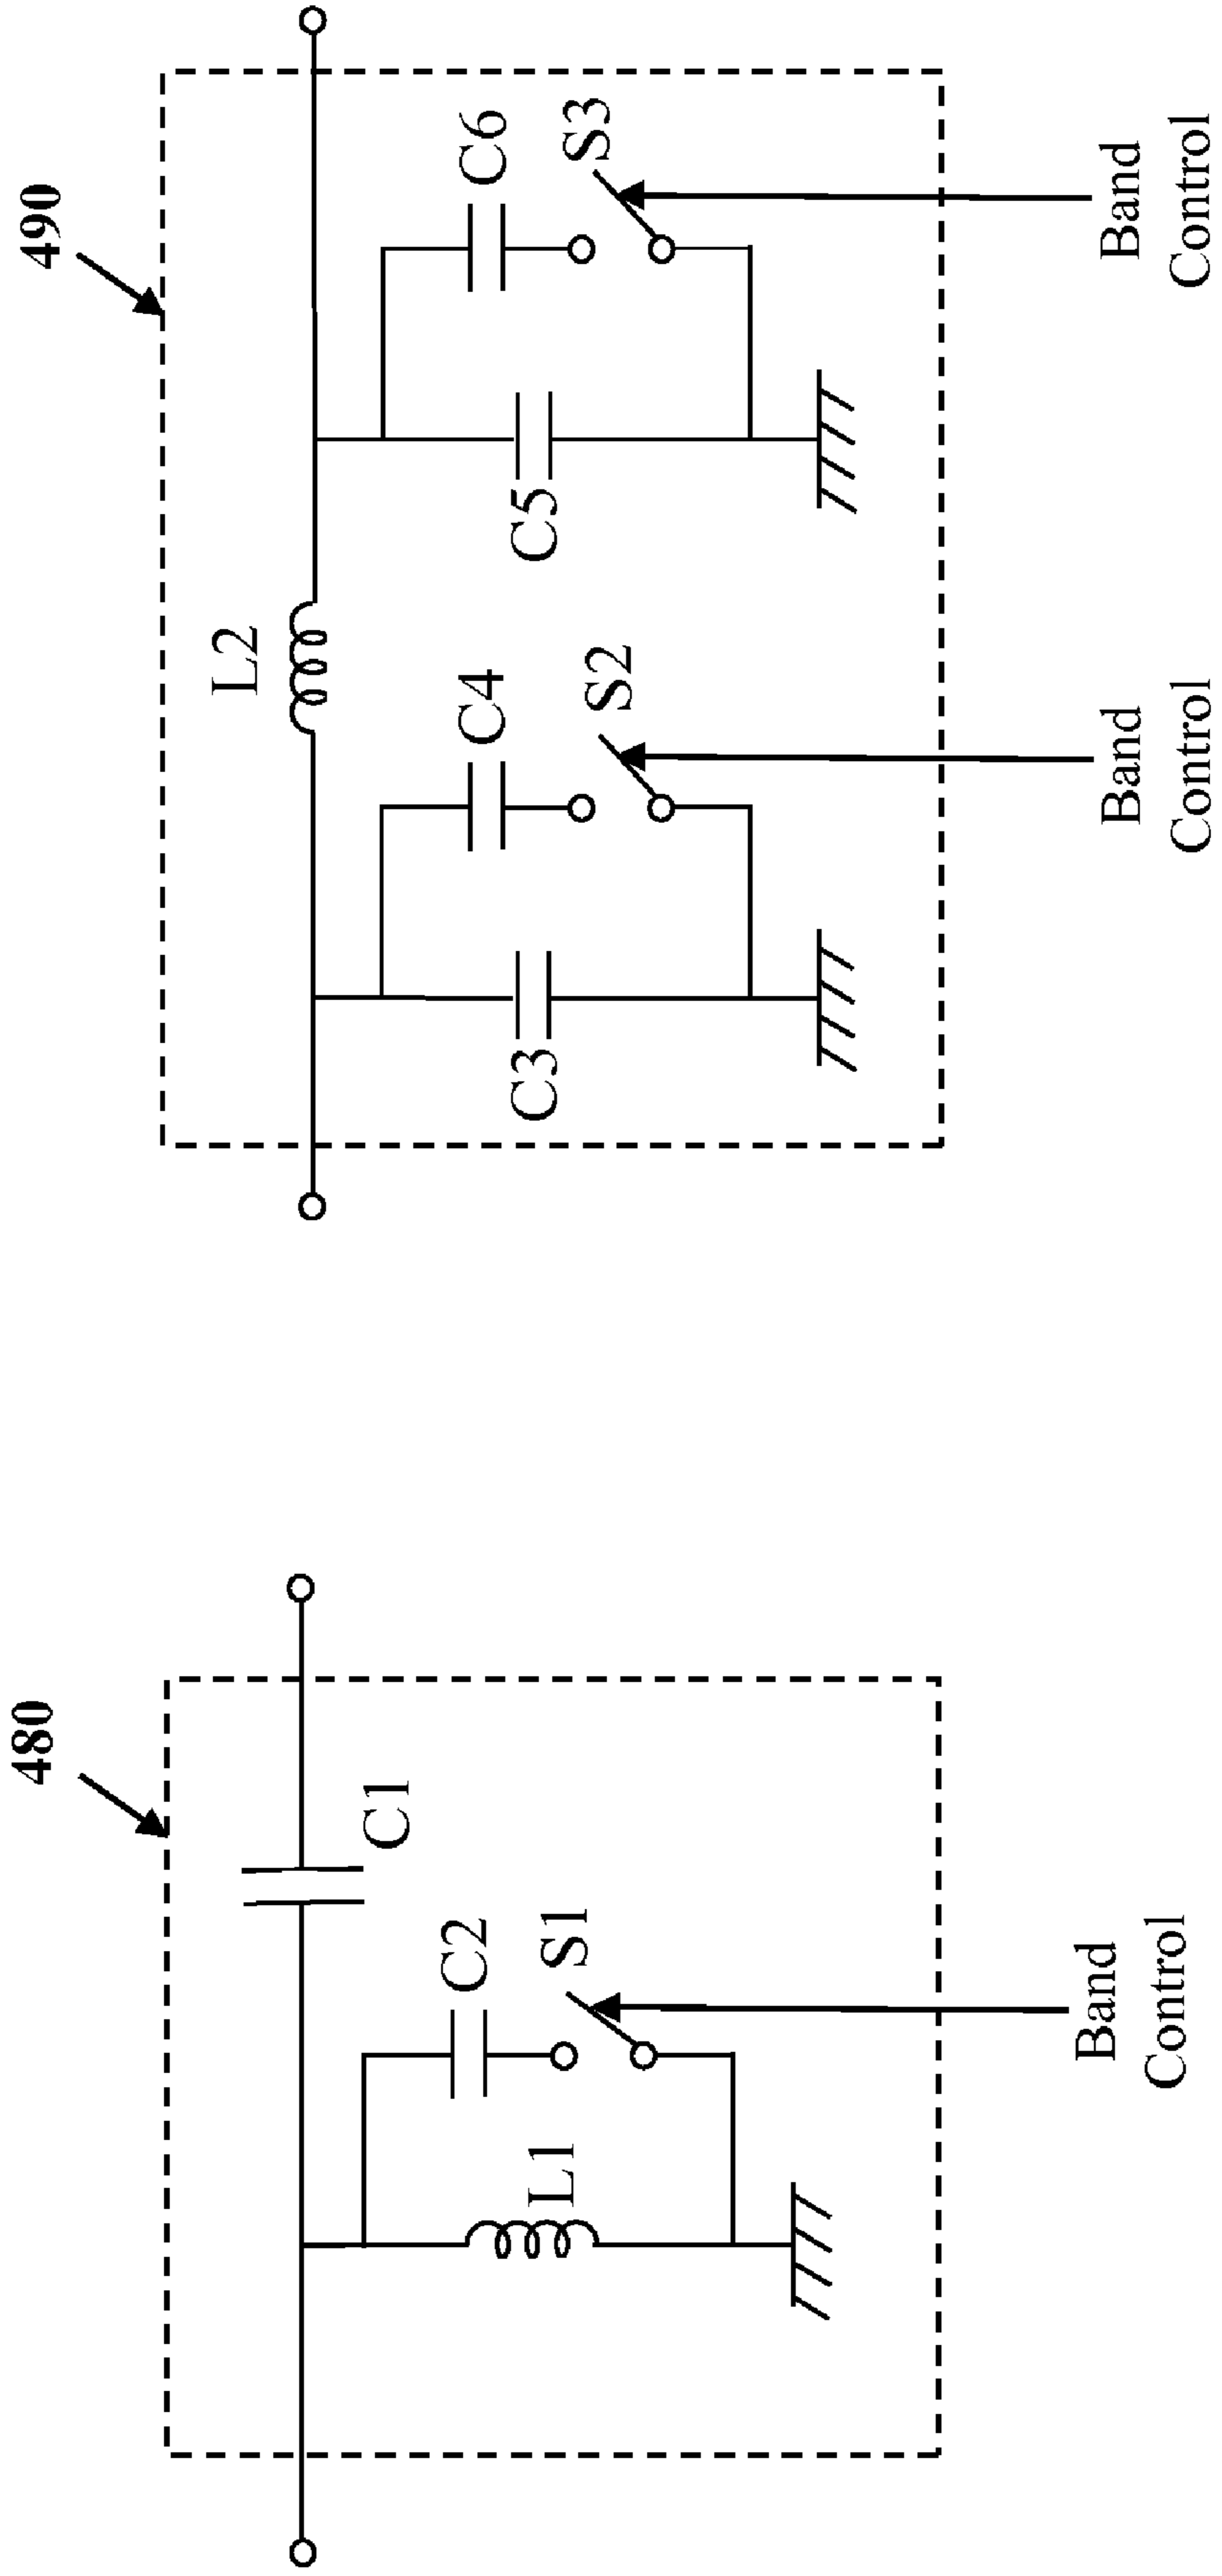 480
C1
C2
S1
L1
Band
Control
490
L2
C4
S2
C3
C6
S3
C5
Band
Control
Band
Control